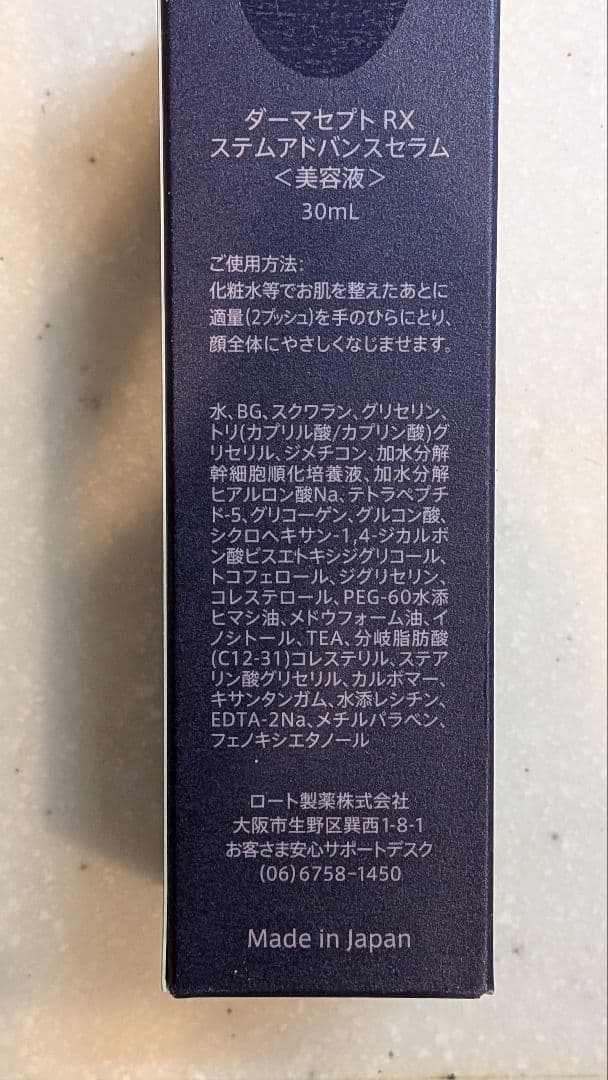 ダーマセプト RX
ステムアドバンスセラム
＜美容液＞
30mL
ご使用方法：
化粧水等でお肌を整えたあとに
適量(2プッシュ)を手のひらにとり、
顔全体にやさしくなじませます。
水、BG、スクワラン、グリセリン、
トリ(カプリル酸/カプリン酸)グ
リセリル、ジメチコン、加水分解
幹細胞順化培養液、加水分解
ヒアルロン酸Na、テトラペプチ
ド-5、グリコーゲン、グルコン酸、
シクロヘキサン-1,4-ジカルボ
ン酸ビスエトキシジグリコール、
トコフェロール、ジグリセリン、
コレステロール、PEG-60水添
ヒマシ油、メドウフォーム油、イ
ノシトール、TEA、分岐脂肪酸
(C12-31)コレステリル、ステア
リン酸グリセリル、カルボマー、
キサンタンガム、水添レシチン、
EDTA-2Na、メチルパラベン、
フェノキシエタノール
ロート製薬株式会社
大阪市生野区巽西1-8-1
お客さま安心サポートデスク
(06)6758-1450
Made in Japan